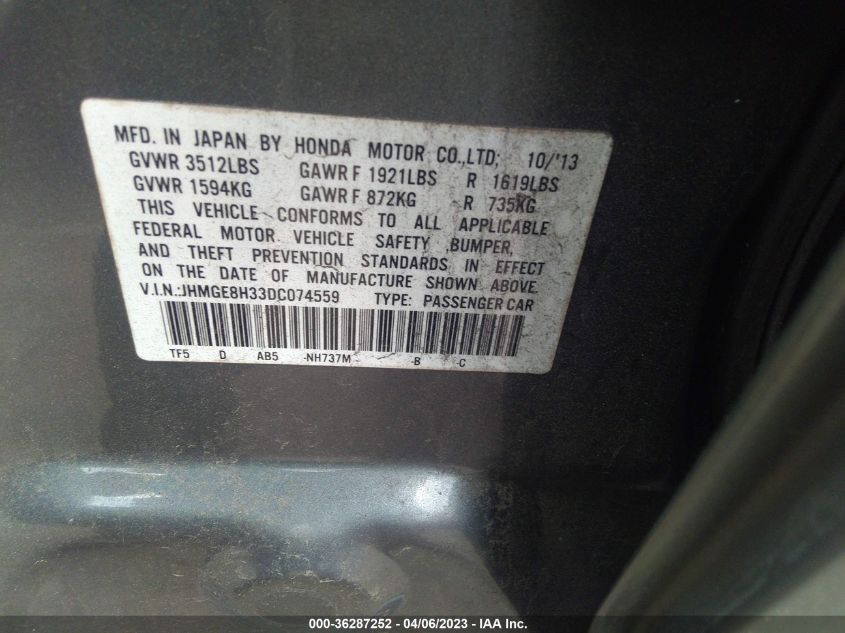 MFD. IN JAPAN BY HONDA MOTOR CO.,LTD; 10/'13
GVWR 3512LBS GAWR F 1921LBS R 1619LBS
GVWR 1594KG GAWR F 872KG R 735KG
THIS VEHICLE CONFORMS TO ALL APPLICABLE
FEDERAL MOTOR VEHICLE SAFETY ,BUMPER,
AND THEFT PREVENTION STANDARDS IN EFFECT
ON THE DATE OF MANUFACTURE SHOWN ABOVE.
V.I.N.:JHMGE8H33DC074559 TYPE: PASSENGER CAR
TF5 D AB5 -NH737M -B -C
000-36287252 - 04/06/2023 - IAA Inc.